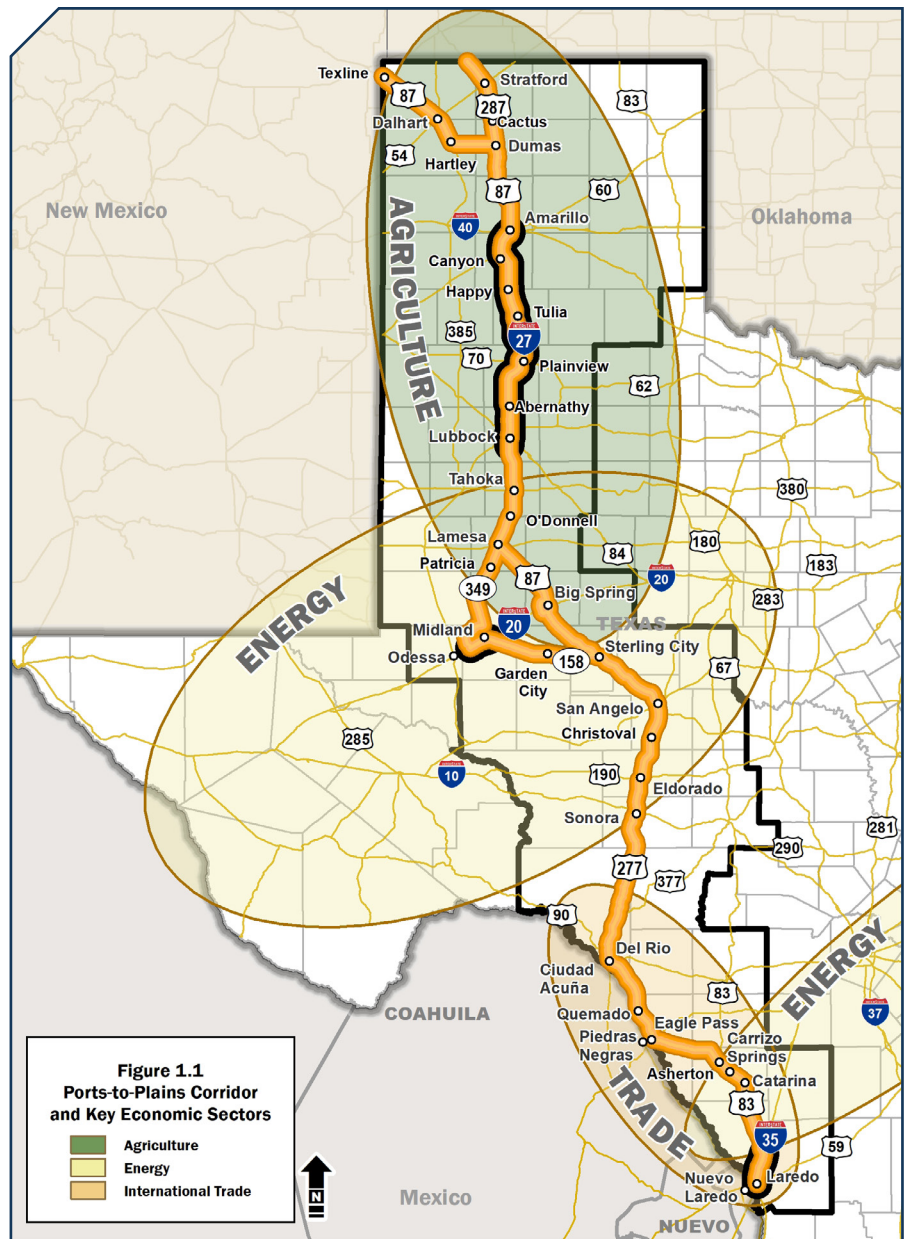 Texline
Stratford
87
287
83
Cactus
Dalhart
Dumas
54
Hartley
87
60
New Mexico
Oklahoma
AGRICULTURE
INTERSTATE
40
Amarillo
Canyon
Happy
Tulia
385
INTERSTATE
27
70
Plainview
62
Abernathy
Lubbock
Tahoka
380
O'Donnell
Lamesa
180
84
183
Patricia
87
20
349
Big Spring
283
ENERGY
INTERSTATE
20
TEXAS
Midland
Sterling City
Odessa
158
67
Garden
City
San Angelo
285
Christoval
10
190
Eldorado
Sonora
281
290
277
377
90
Del Rio
ENERGY
Ciudad
Acuña
83
37
COAHUILA
Quemado
Eagle Pass
Piedras
Negras
Carrizo
Springs
Asherton
Catarina
TRADE
83
INTERSTATE
35
59
Laredo
Nuevo
Laredo
Mexico
NUEVO
Figure 1.1
Ports-to-Plains Corridor
and Key Economic Sectors
Agriculture
Energy
International Trade
N